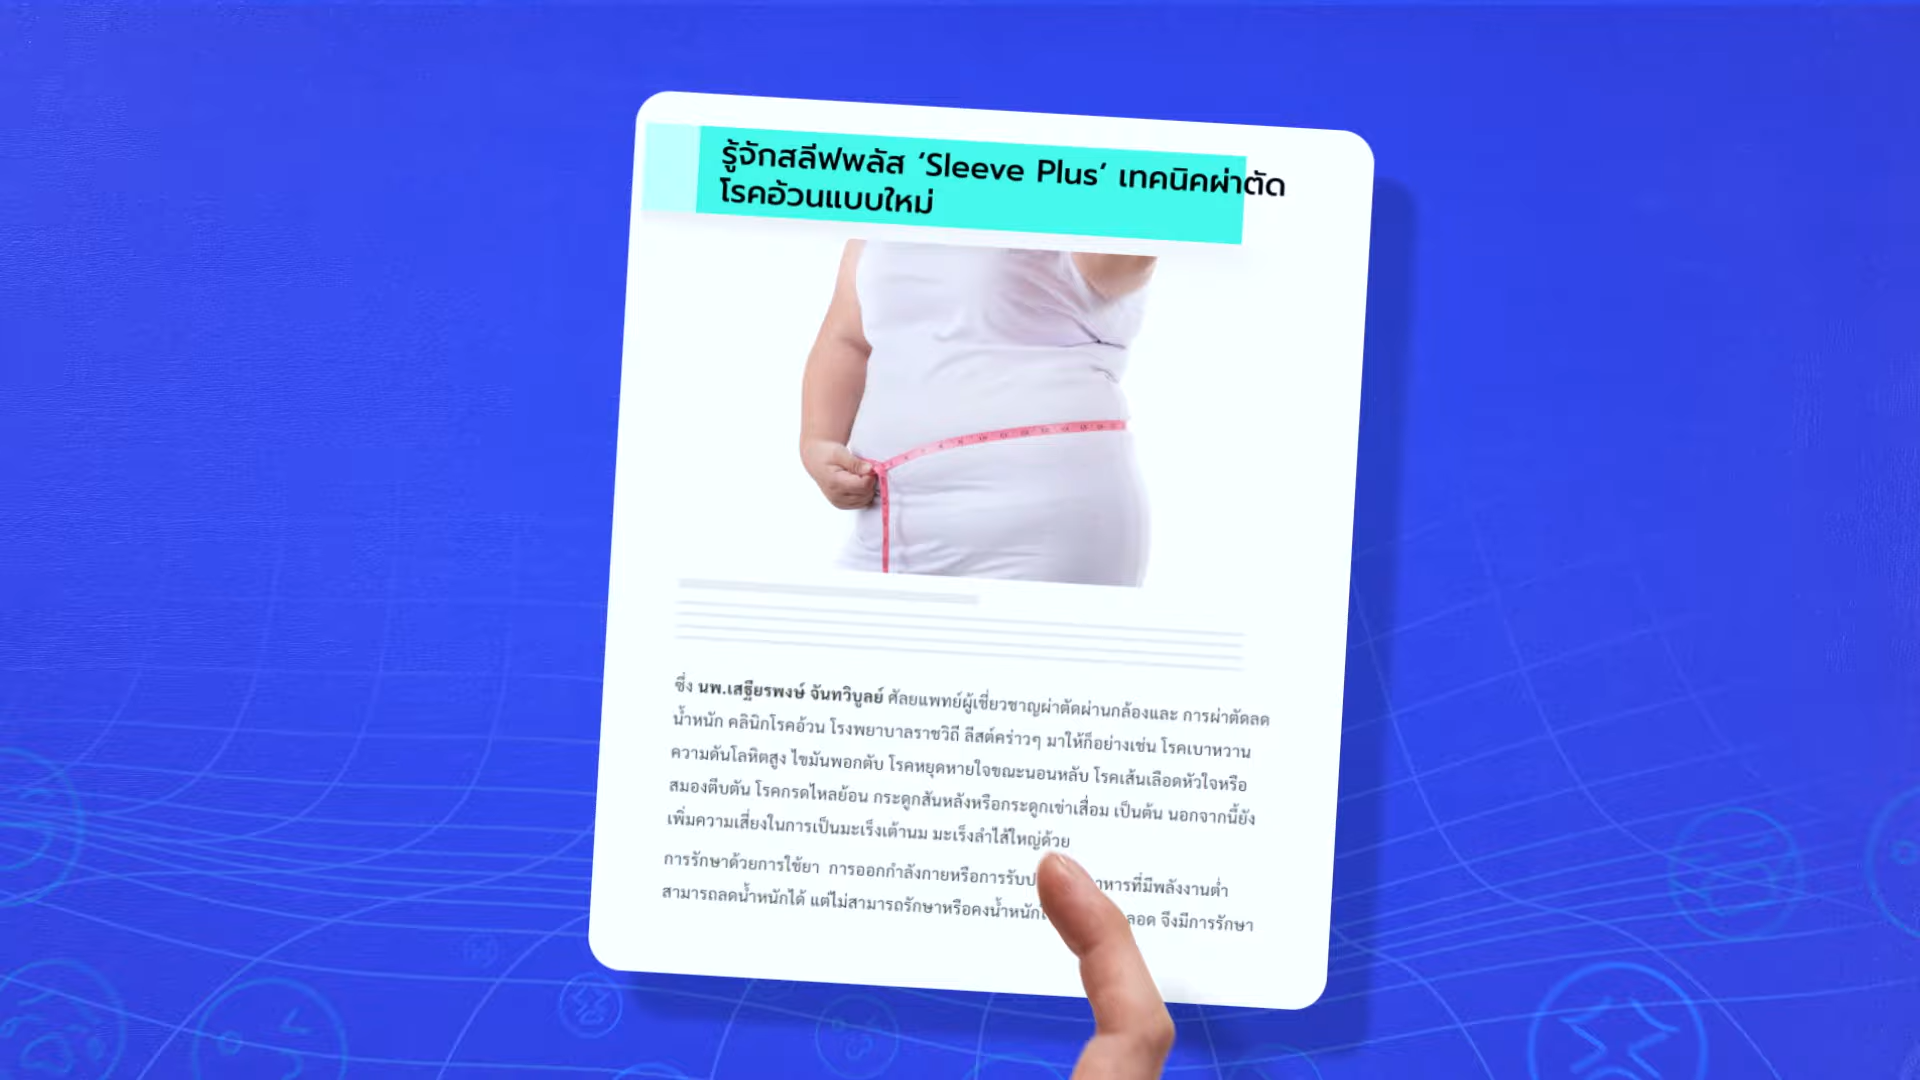 รู้จักสลีฟพลัส ‘Sleeve Plus‘ เทคนิคผ่าตัด
โรคอ้วนแบบใหม่
ซึ่ง นพ.เสฐียรพงษ์ จันทวิบูลย์ ศัลยแพทย์ผู้เชี่ยวชาญผ่าตัดผ่านกล้องและ การผ่าตัดลด
น้ำหนัก คลินิกโรคอ้วน โรงพยาบาลราชวิถี ลีสต์คร่าวๆ มาให้ก็อย่างเช่น โรคเบาหวาน
ความดันโลหิตสูง ไขมันพอกตับ โรคหยุดหายใจขณะนอนหลับ โรคเส้นเลือดหัวใจหรือ
สมองตีบตัน โรคกรดไหลย้อน กระดูกสันหลังหรือกระดูกเข่าเสื่อม เป็นต้น นอกจากนี้ยัง
เพิ่มความเสี่ยงในการเป็นมะเร็งเต้านม มะเร็งลำไส้ใหญ่ด้วย
การรักษาด้วยการใช้ยา การออกกำลังกายหรือการรับป าหารที่มีพลังงานต่ำ
สามารถลดน้ำหนักได้ แต่ไม่สามารถรักษาหรือคงน้ำหนัก ลอด จึงมีการรักษา